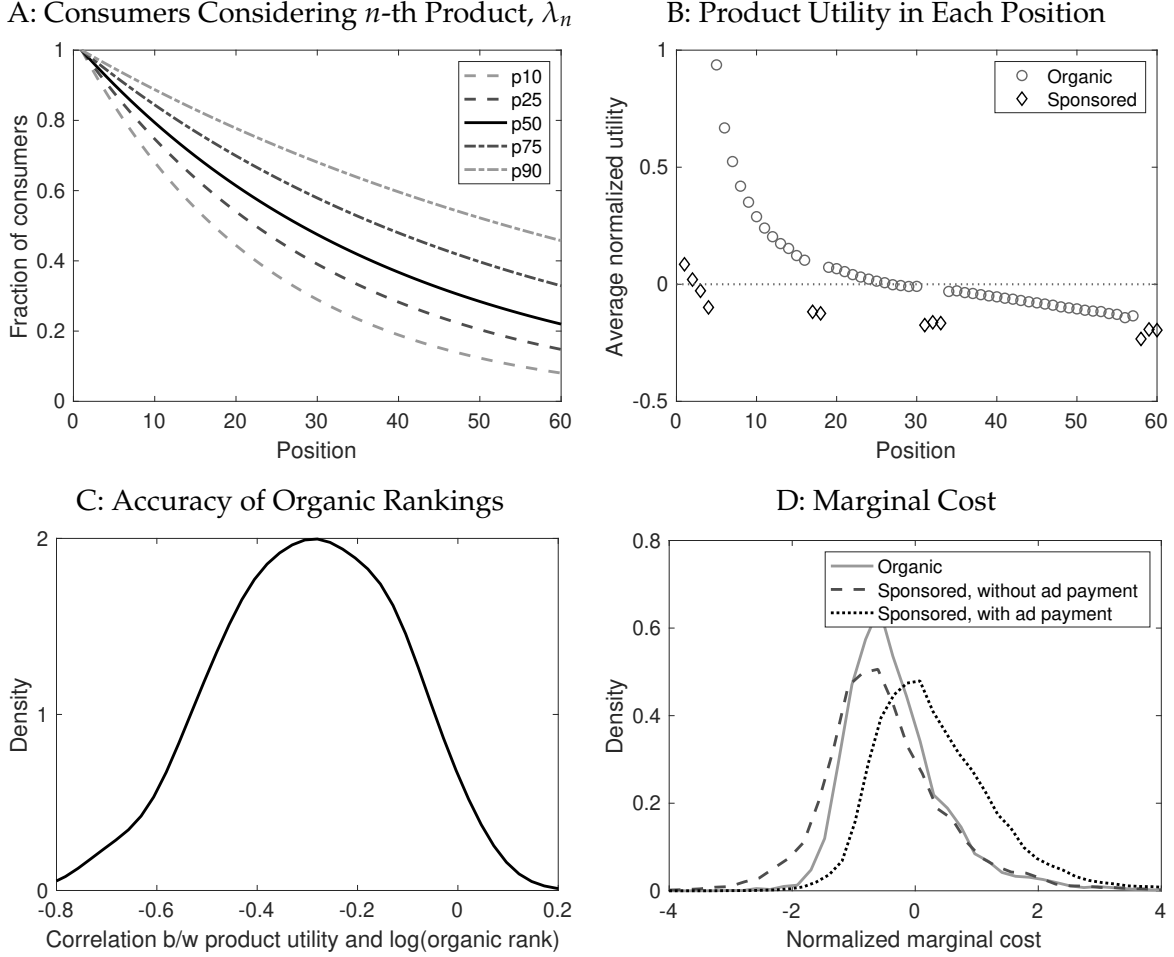 A: Consumers Considering n-th Product, λn
1
0.8
0.6
0.4
0.2
0
Fraction of consumers
p10
p25
p50
p75
p90
0 10 20 30 40 50 60
Position
B: Product Utility in Each Position
1
0.5
0
-0.5
Average normalized utility
Organic
Sponsored
0 10 20 30 40 50 60
Position
C: Accuracy of Organic Rankings
2
1
0
Density
-0.8 -0.6 -0.4 -0.2 0 0.2
Correlation b/w product utility and log(organic rank)
D: Marginal Cost
0.8
0.6
0.4
0.2
0
Density
Organic
Sponsored, without ad payment
Sponsored, with ad payment
-4 -2 0 2 4
Normalized marginal cost